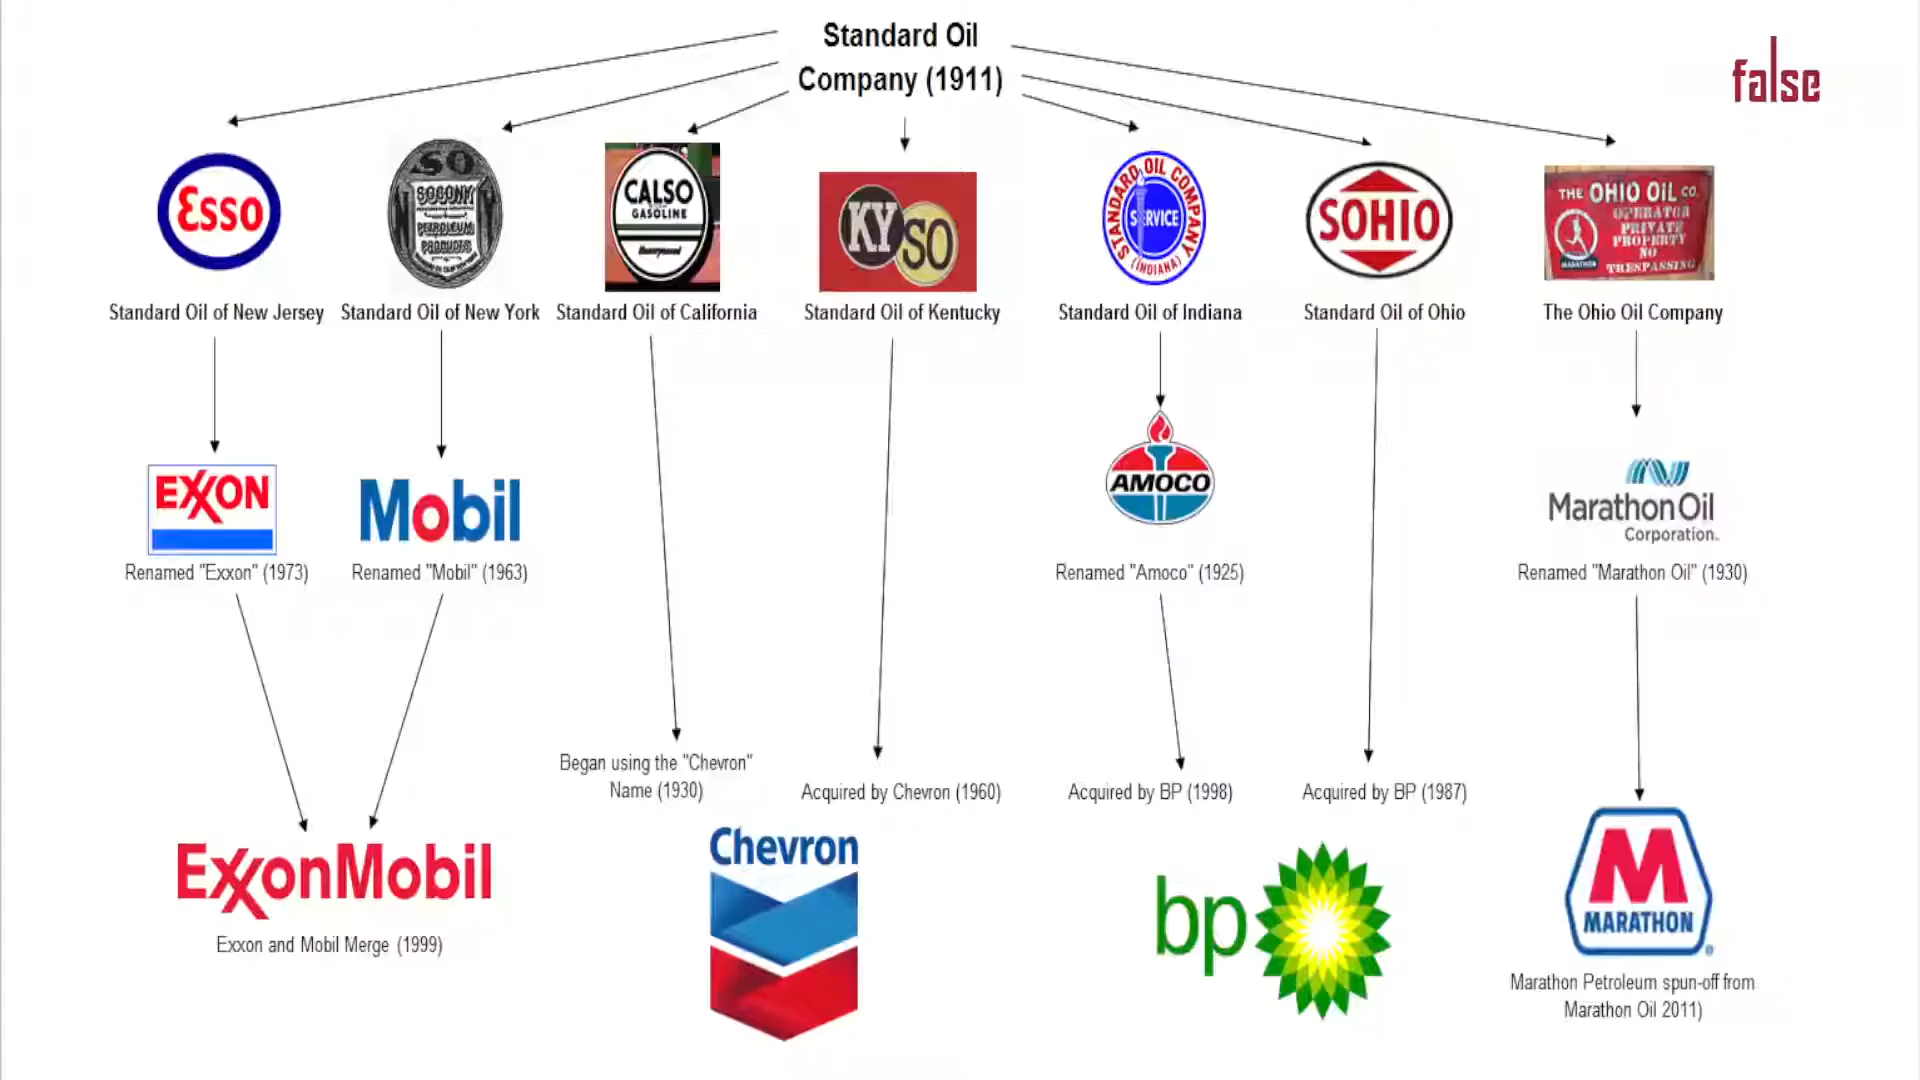 Standard Oil
Company (1911)
false
Esso
SO
SOCONY
PETROLEUM
PRODUCTS
CALSO
GASOLINE
KYSO
STANDARD OIL COMPANY
SERVICE
(INDIANA)
SOHIO
THE OHIO OIL CO.
OPERATOR
PRIVATE
PROPERTY
NO
TRESPASSING
MARATHON
Standard Oil of New Jersey
Standard Oil of New York
Standard Oil of California
Standard Oil of Kentucky
Standard Oil of Indiana
Standard Oil of Ohio
The Ohio Oil Company
EXXON
Mobil
AMOCO
Marathon Oil
Corporation.
Renamed "Exxon" (1973)
Renamed "Mobil" (1963)
Renamed "Amoco" (1925)
Renamed "Marathon Oil" (1930)
Began using the "Chevron"
Name (1930)
Acquired by Chevron (1960)
Acquired by BP (1998)
Acquired by BP (1987)
ExxonMobil
Exxon and Mobil Merge (1999)
Chevron
bp
M
MARATHON
Marathon Petroleum spun-off from
Marathon Oil 2011)